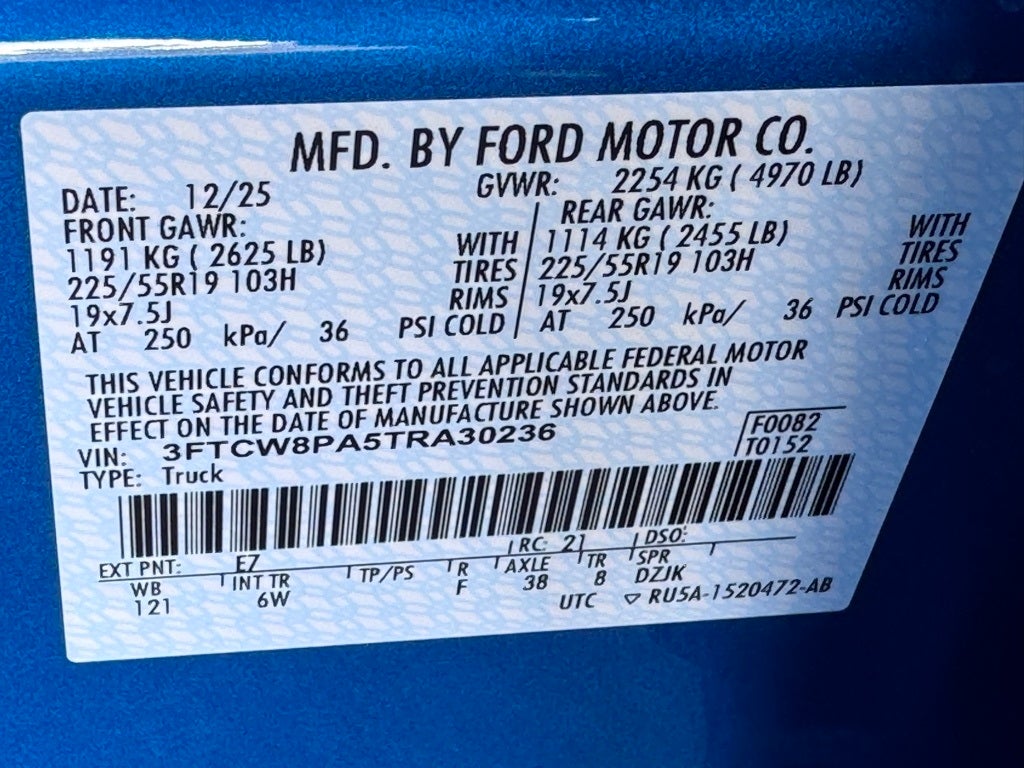 MFD. BY FORD MOTOR CO.
DATE: 12/25 GVWR: 2254 KG ( 4970 LB)
FRONT GAWR: REAR GAWR:
1191 KG ( 2625 LB) WITH 1114 KG ( 2455 LB) WITH
225/55R19 103H TIRES 225/55R19 103H TIRES
19x7.5J RIMS 19x7.5J RIMS
AT 250 kPa/ 36 PSI COLD AT 250 kPa/ 36 PSI COLD
THIS VEHICLE CONFORMS TO ALL APPLICABLE FEDERAL MOTOR
VEHICLE SAFETY AND THEFT PREVENTION STANDARDS IN
EFFECT ON THE DATE OF MANUFACTURE SHOWN ABOVE.
VIN: 3FTCW8PA5TRA30236 F0082
TYPE: Truck T0152
EXT PNT: EZ RC: 21 DSO:
WB INT TR TP/PS R AXLE TR SPR
121 6W F 38 8 DZJK
UTC ▽ RU5A-1520472-AB